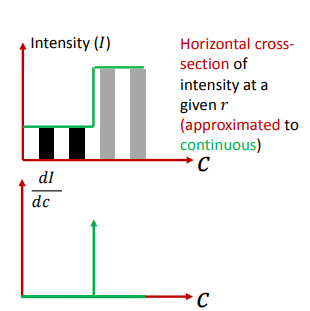 Intensity (I)
Horizontal cross-
section of
intensity at a
given r
(approximated to
continuous)
c
dI
dc
c